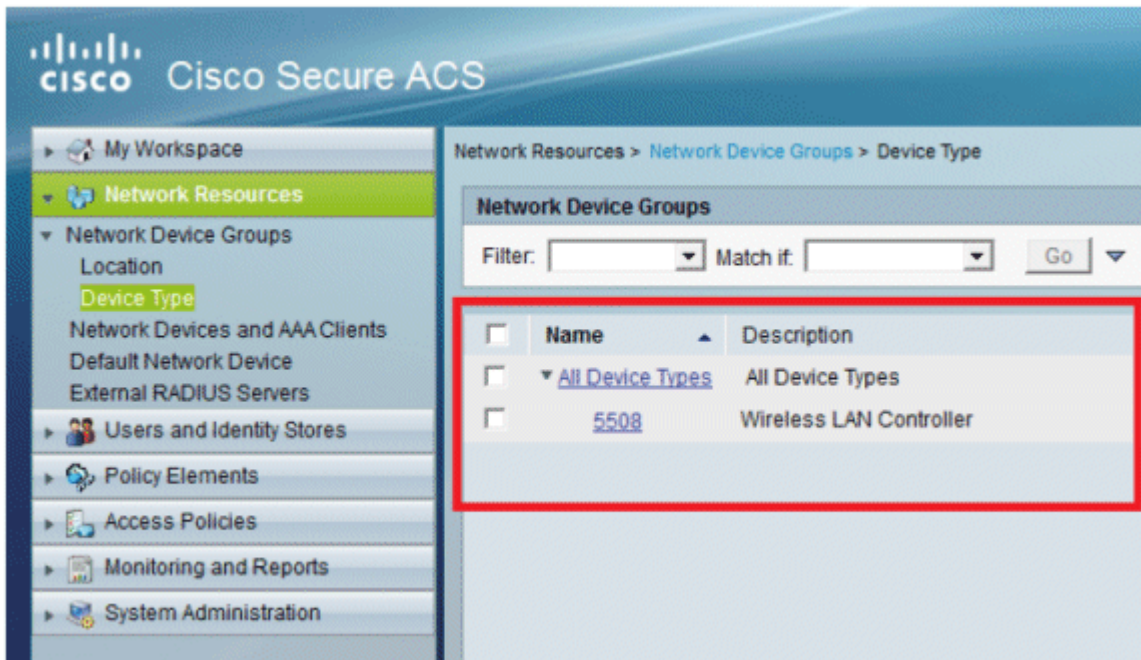 CISCO Cisco Secure ACS
My Workspace
Network Resources
Network Device Groups
Location
Device Type
Network Devices and AAA Clients
Default Network Device
External RADIUS Servers
Users and Identity Stores
Policy Elements
Access Policies
Monitoring and Reports
System Administration
Network Resources > Network Device Groups > Device Type
Network Device Groups
Filter: Match if: Go
Name Description
All Device Types All Device Types
5508 Wireless LAN Controller